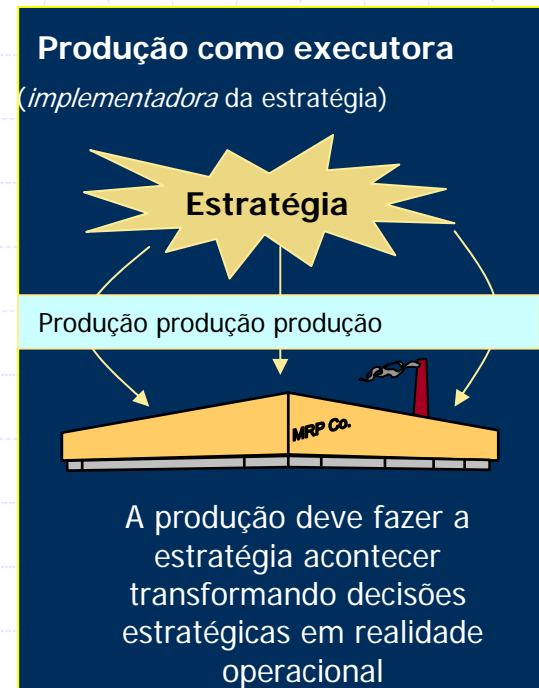 Produção como executora
(implementadora da estratégia)
Estratégia
Produção produção produção
MRP Co.
A produção deve fazer a
estratégia acontecer
transformando decisões
estratégicas em realidade
operacional